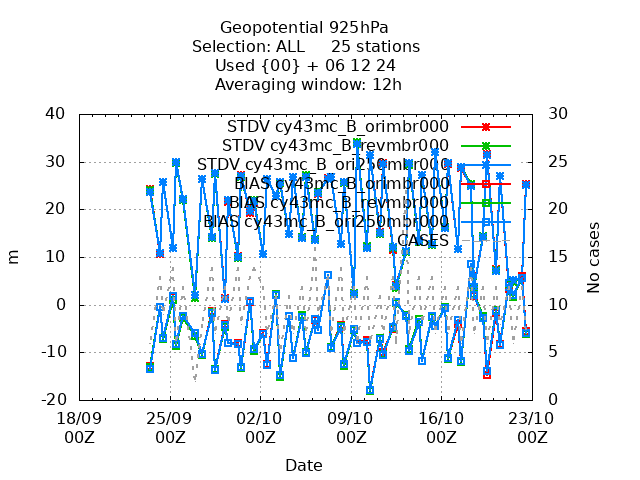 Geopotential 925hPa
Selection: ALL     25 stations
Used {00} + 06 12 24
Averaging window: 12h
40 30
STDV cy43mc_B_orimbr000
STDV cy43mc_B_revmbr000
30 25
STDV cy43mc_B_ori250mbr000
BIAS cy43mc_B_orimbr000
20 20
BIAS cy43mc_B_revmbr000
BIAS cy43mc_B_ori250mbr000
CASES
10 15
m
No cases
0 10
-10 5
-20 0
18/09 25/09 02/10 09/10 16/10 23/10
00Z 00Z 00Z 00Z 00Z 00Z
Date